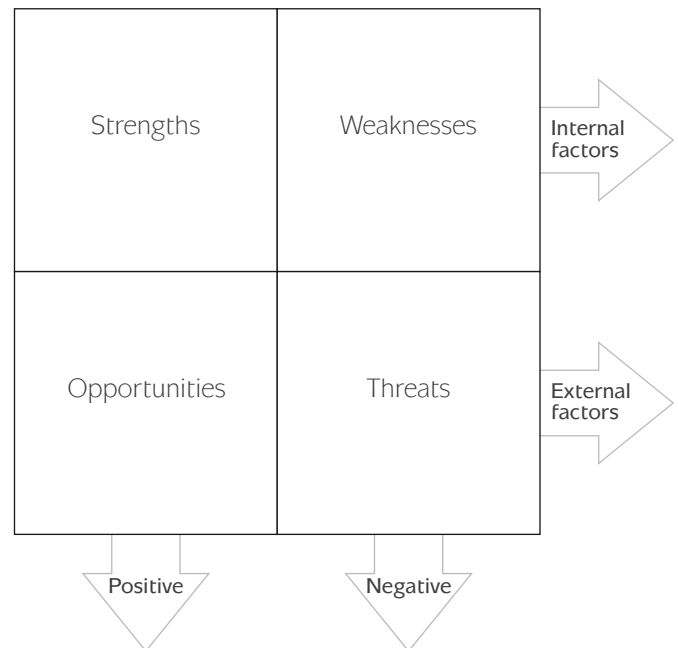 Strengths
Weaknesses
Internal
factors
Opportunities
Threats
External
factors
Positive
Negative